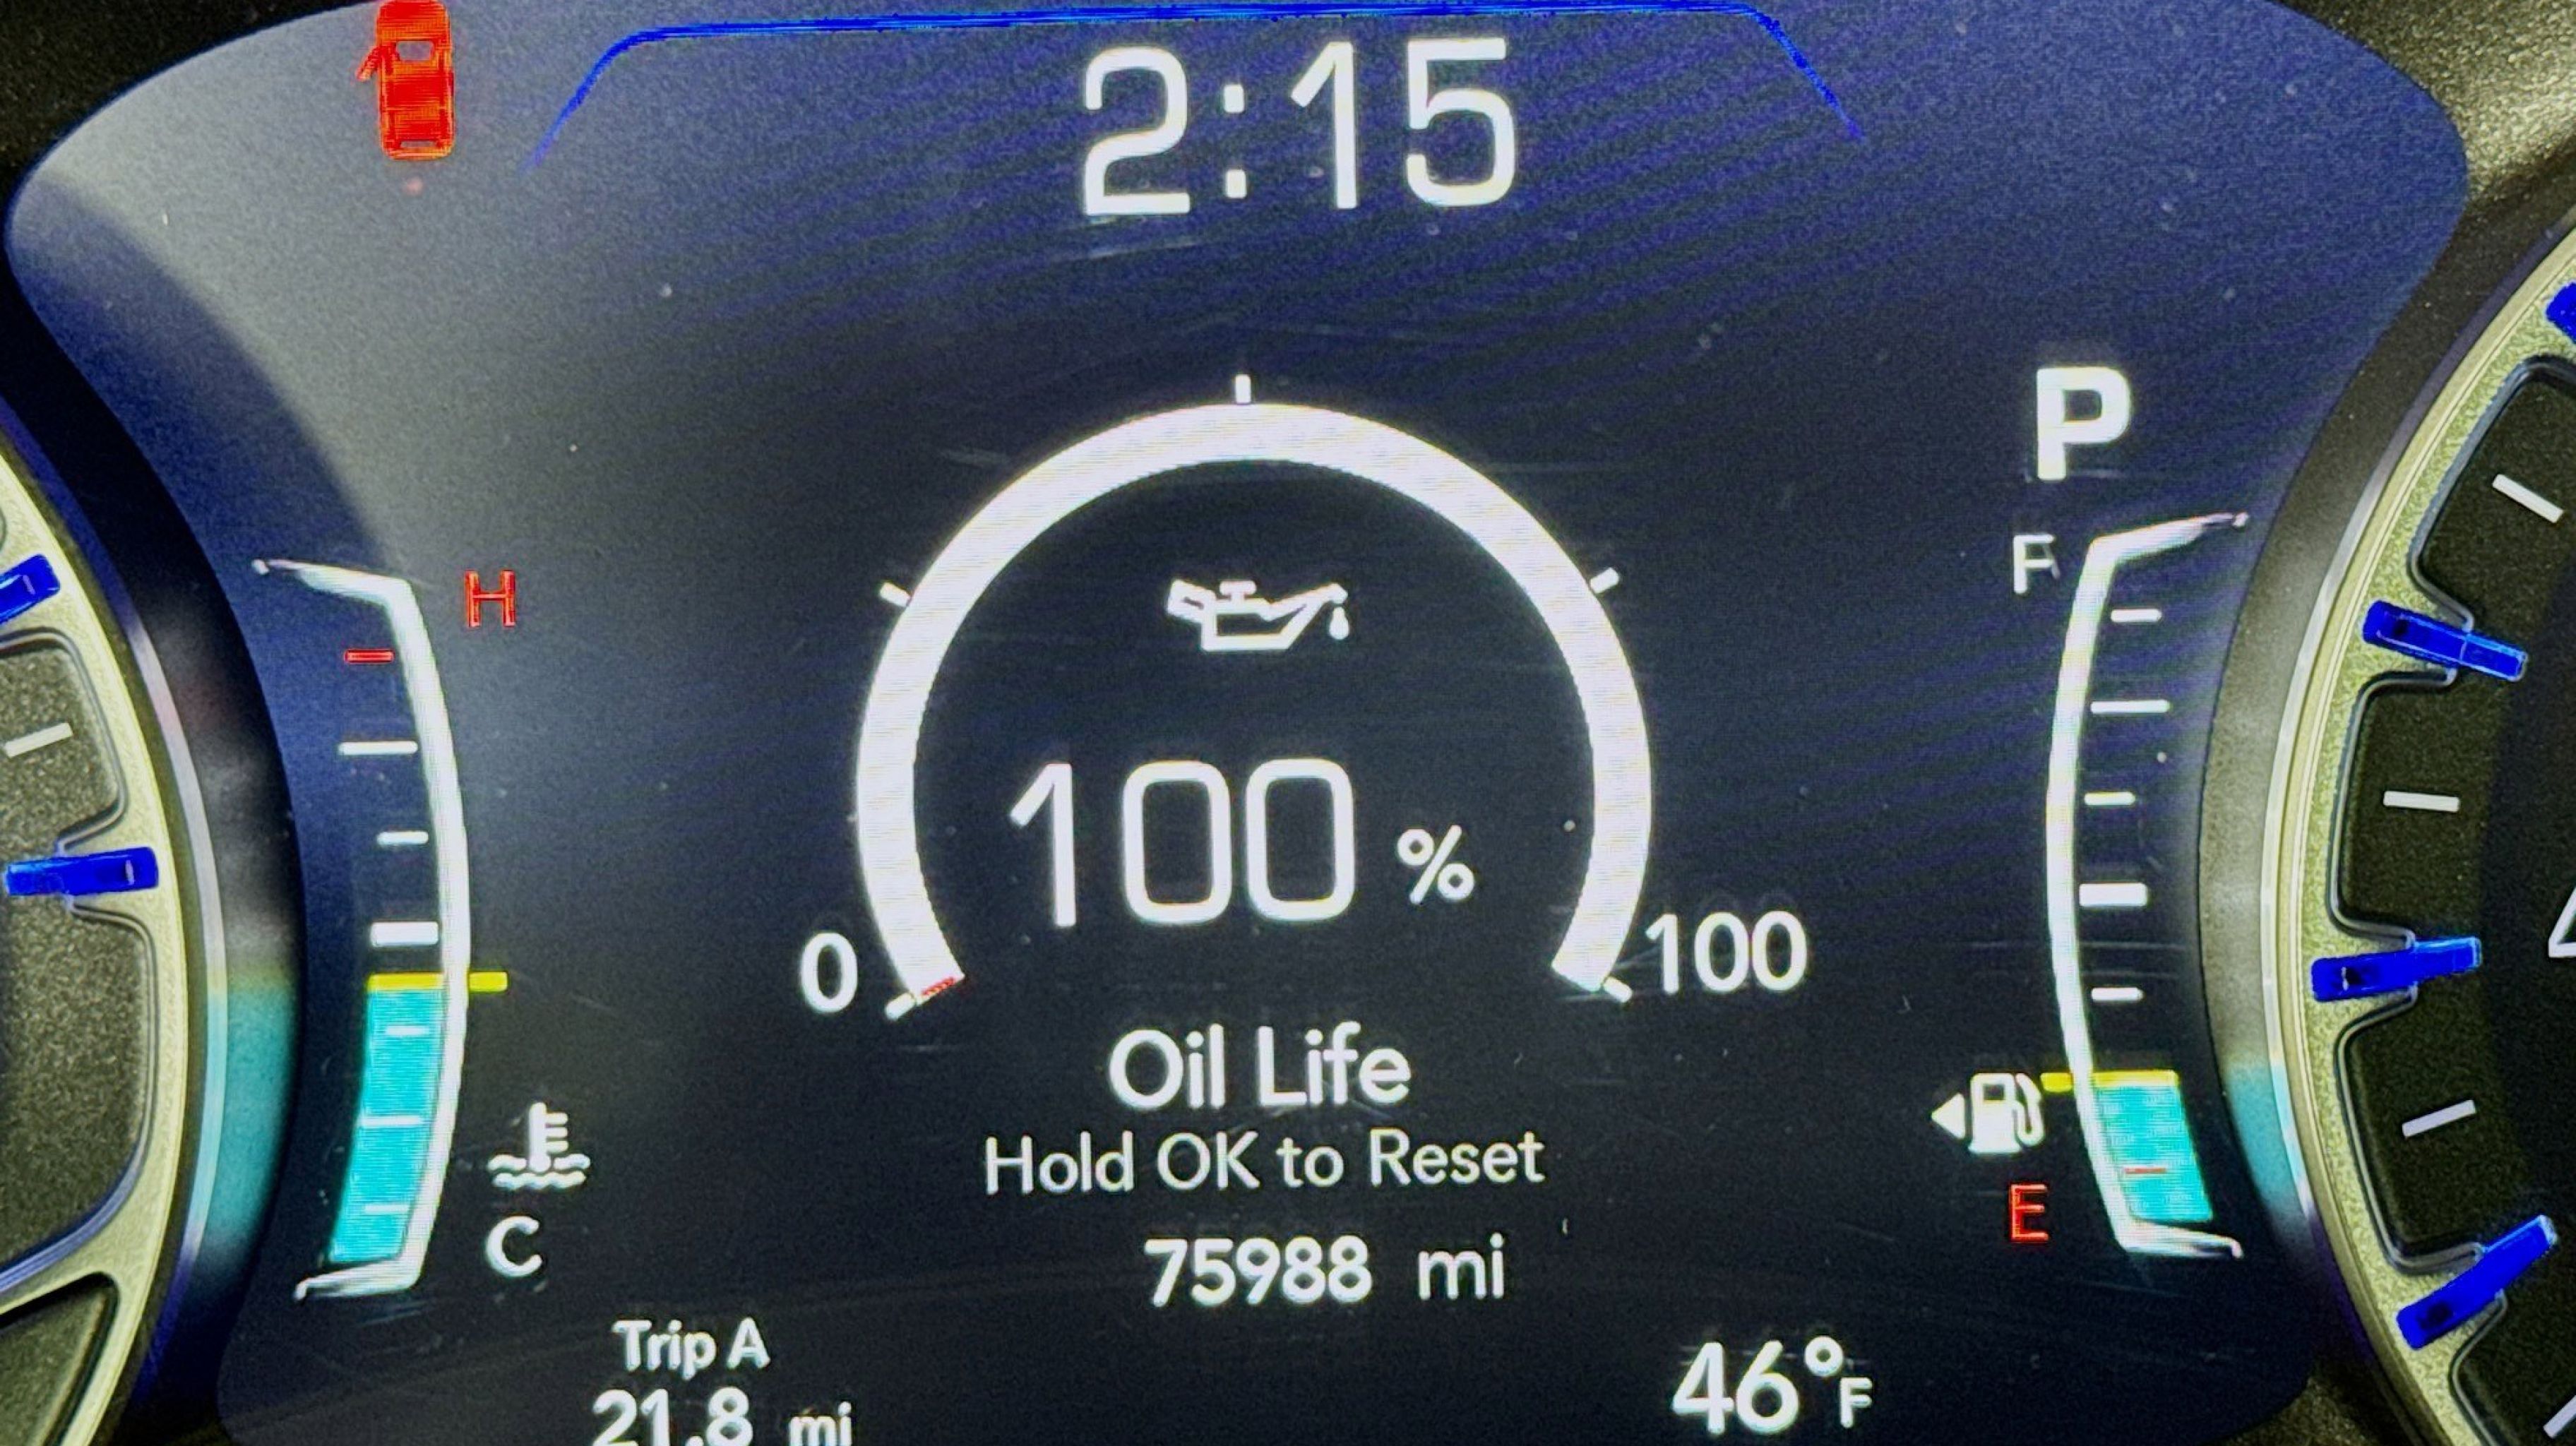 2:15
P
H
F
100 %
0
100
Oil Life
Hold OK to Reset
E
C
75988 mi
Trip A
21.8 mi
46°F